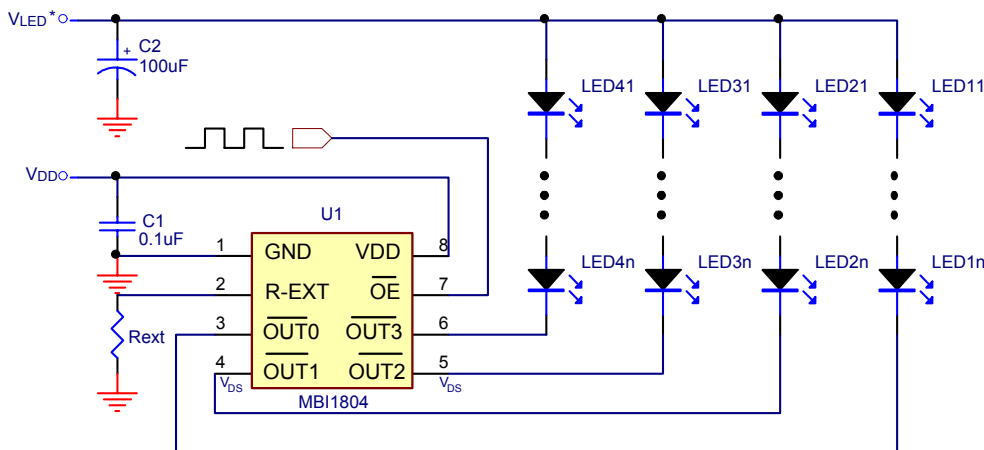 VLED*
+
C2
100uF
LED41
LED31
LED21
LED11
VDD
C1
0.1uF
U1
1
GND
VDD
8
2
R-EXT
OE
7
3
OUT0
OUT3
6
4
OUT1
OUT2
5
VDS
VDS
MBI1804
Rext
LED4n
LED3n
LED2n
LED1n